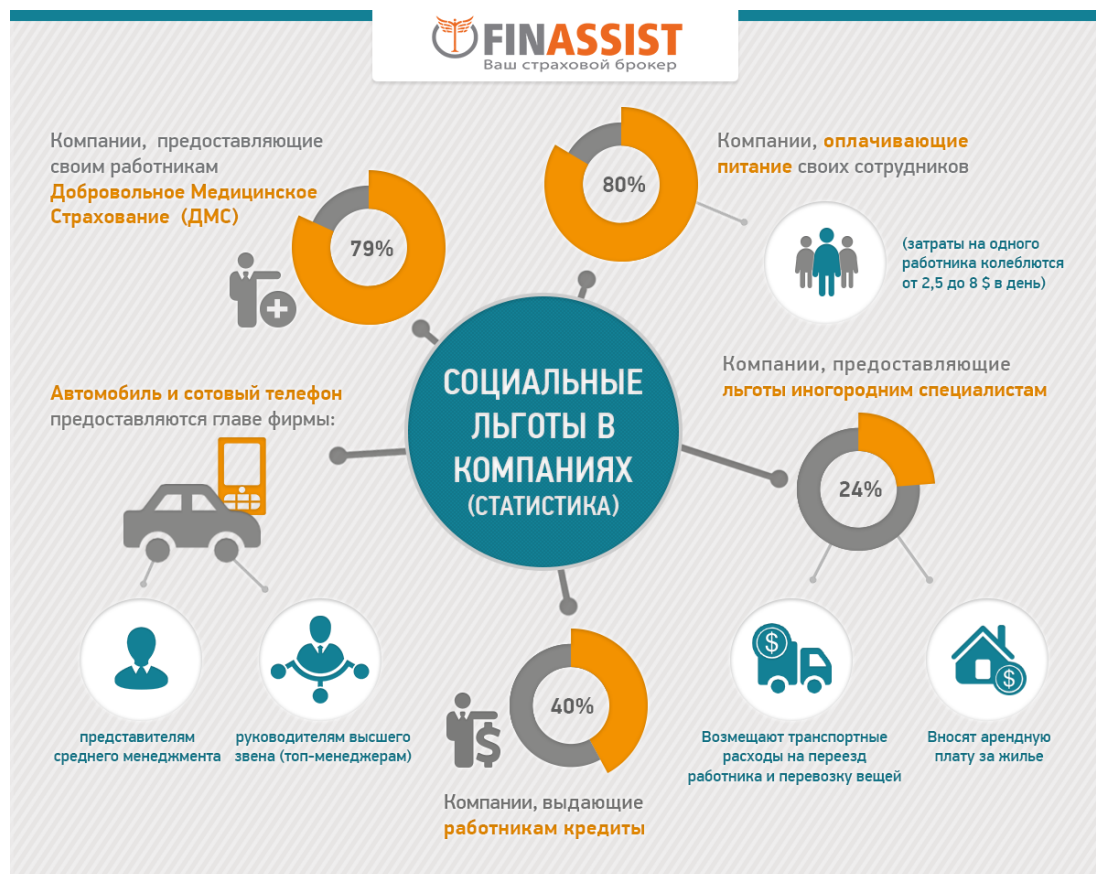 FINASSIST
Ваш страховой брокер
Компании, предоставляющие
своим работникам
Добровольное Медицинское
Страхование (ДМС)
79%
80%
Компании, оплачивающие
питание своих сотрудников
(затраты на одного
работника колеблются
от 2,5 до 8 $ в день)
СОЦИАЛЬНЫЕ
ЛЬГОТЫ В
КОМПАНИЯХ
(СТАТИСТИКА)
Автомобиль и сотовый телефон
предоставляются главе фирмы:
представителям
среднего менеджмента
руководителям высшего
звена (топ-менеджерам)
Компании, предоставляющие
льготы иногородним специалистам
24%
$
Возмещают транспортные
расходы на переезд
работника и перевозку вещей
$
Вносят арендную
плату за жилье
$
40%
Компании, выдающие
работникам кредиты